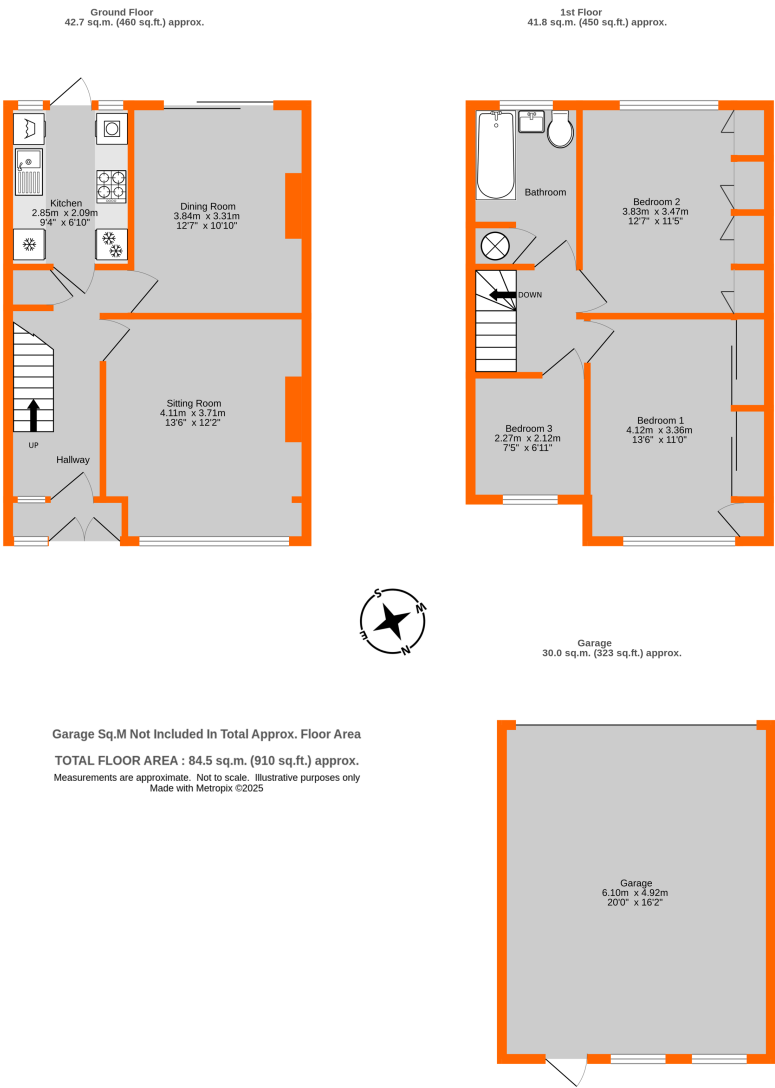 Ground Floor
42.7 sq.m. (460 sq.ft.) approx.
1st Floor
41.8 sq.m. (450 sq.ft.) approx.
Kitchen
2.85m x 2.09m
9'4" x 6'10"
Dining Room
3.84m x 3.31m
12'7" x 10'10"
Sitting Room
4.11m x 3.71m
13'6" x 12'2"
UP
Hallway
Bathroom
Bedroom 2
3.83m x 3.47m
12'7" x 11'5"
DOWN
Bedroom 3
2.27m x 2.12m
7'5" x 6'11"
Bedroom 1
4.12m x 3.36m
13'6" x 11'0"
S
W
E
N
Garage
30.0 sq.m. (323 sq.ft.) approx.
Garage Sq.M Not Included In Total Approx. Floor Area
TOTAL FLOOR AREA : 84.5 sq.m. (910 sq.ft.) approx.
Measurements are approximate. Not to scale. Illustrative purposes only
Made with Metropix ©2025
Garage
6.10m x 4.92m
20'0" x 16'2"